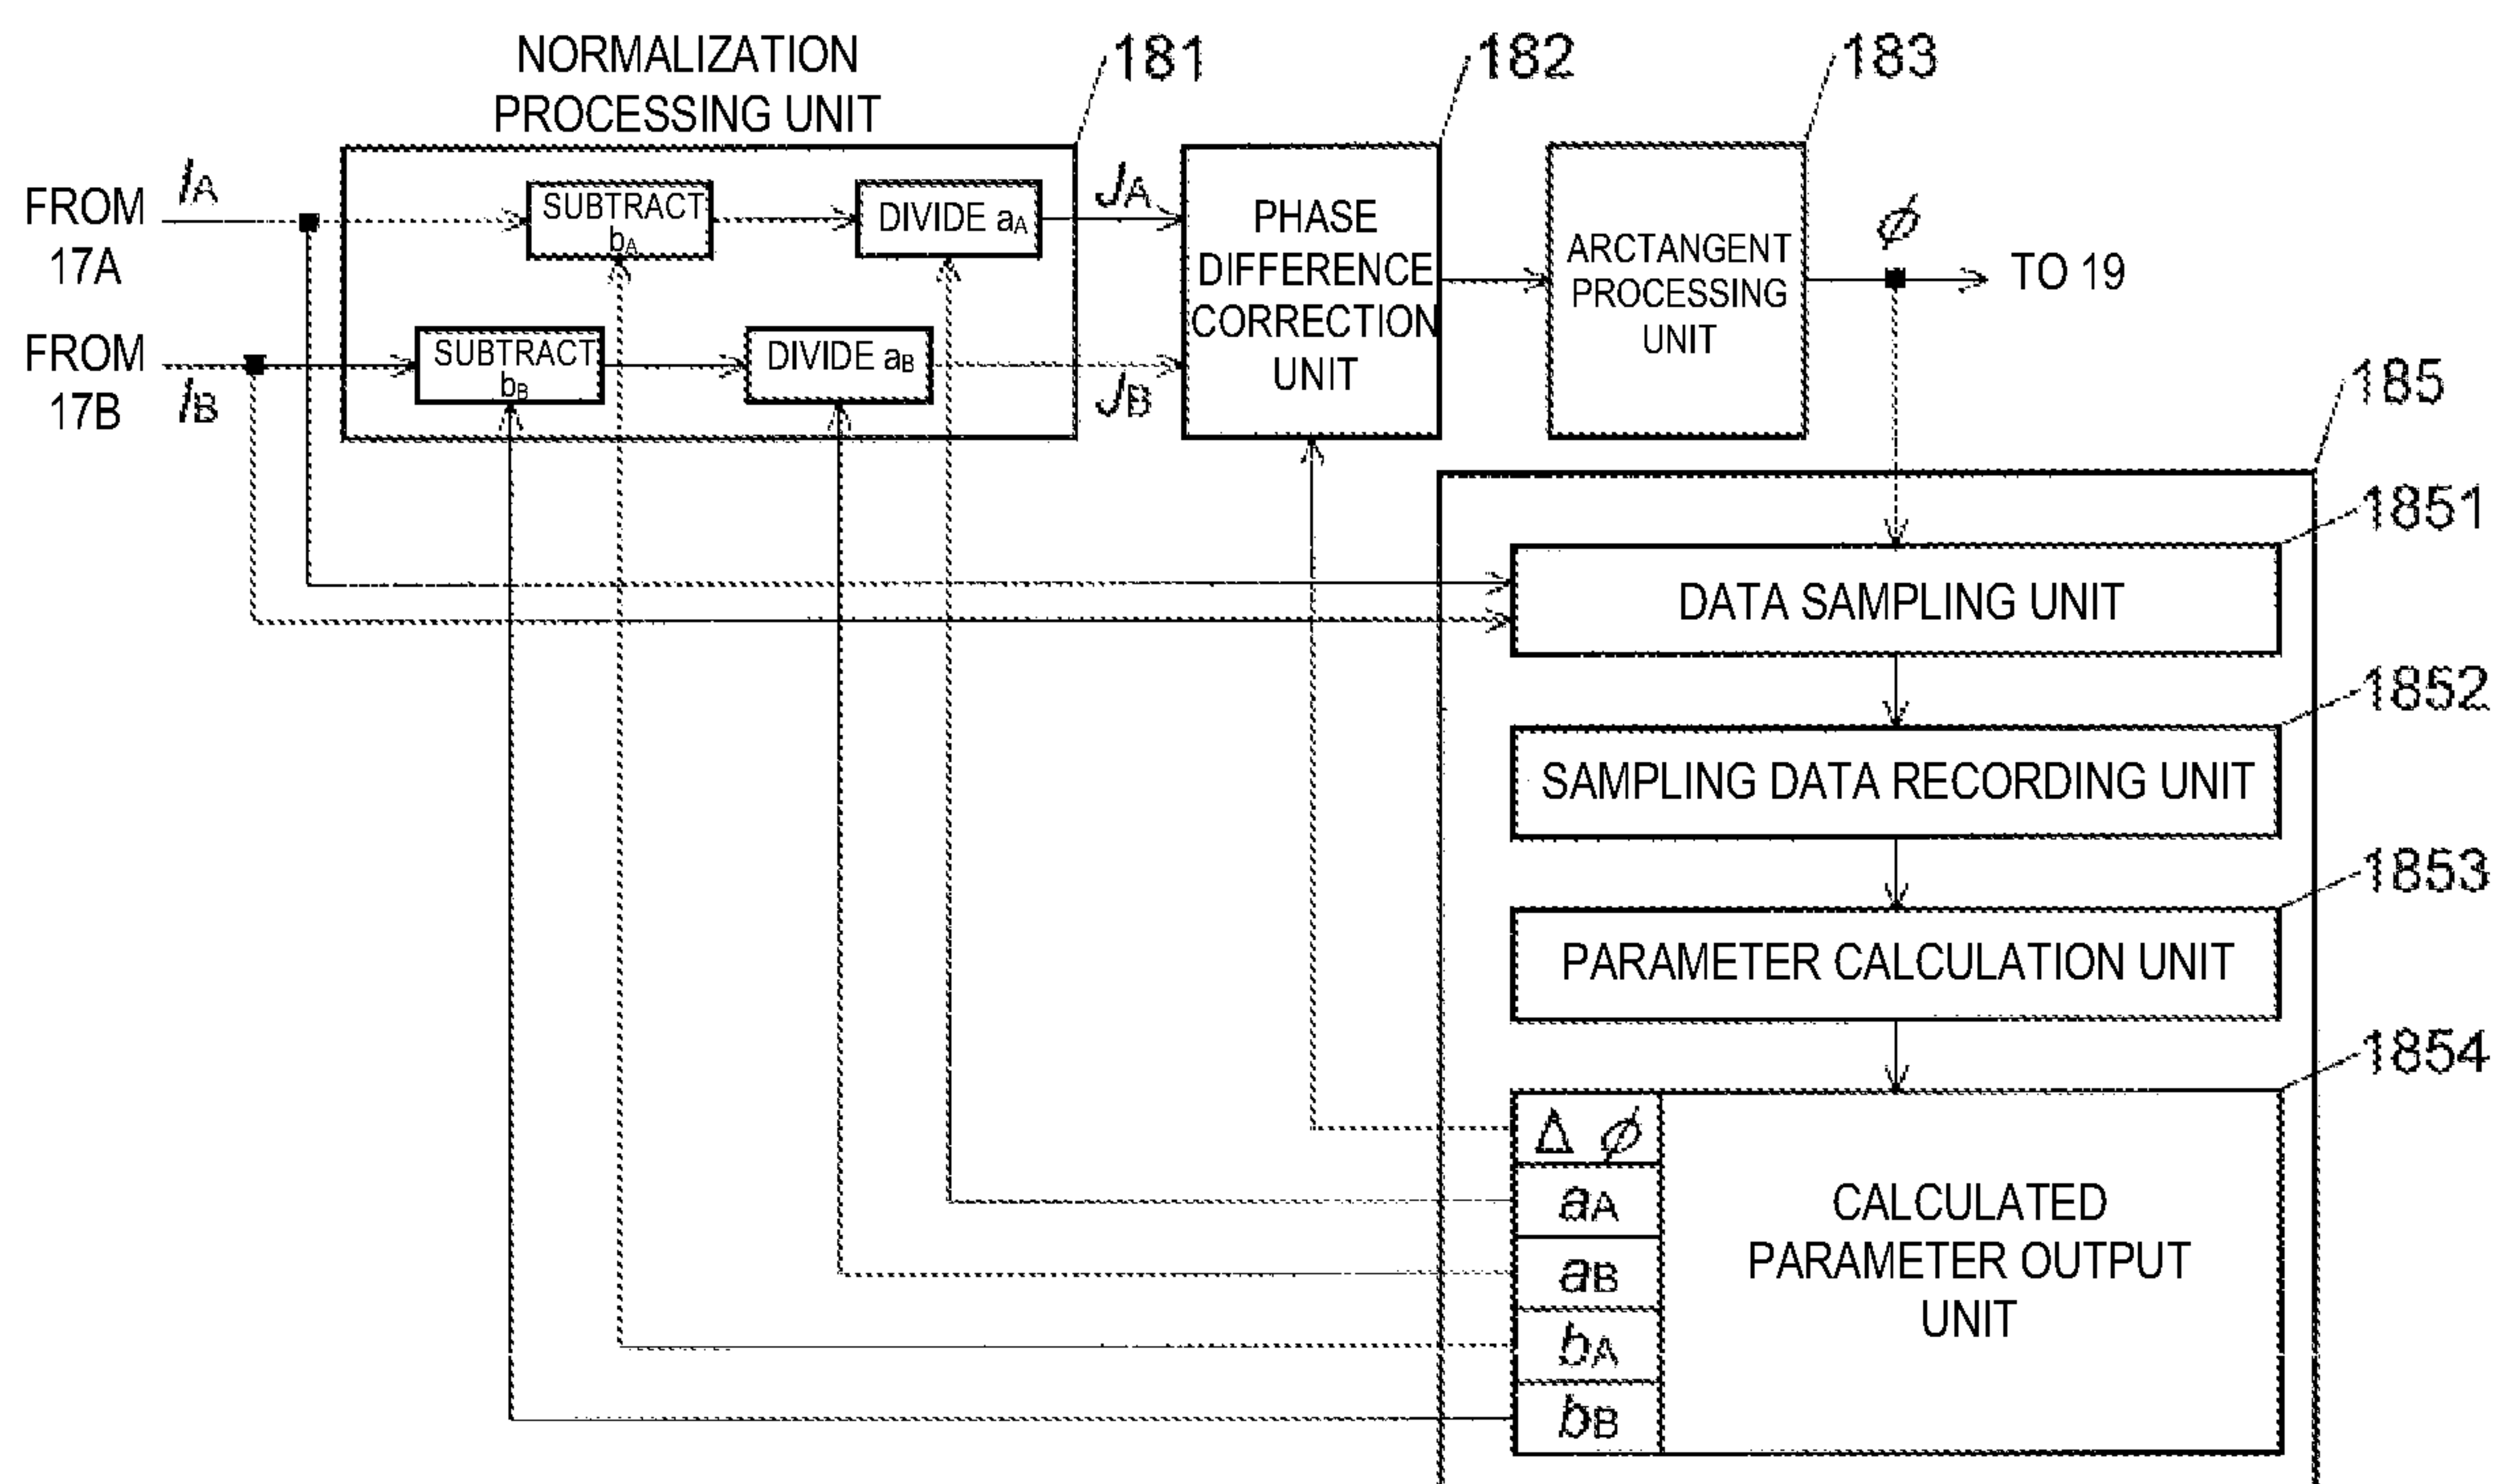 NORMALIZATION
PROCESSING UNIT
181
182
183
FROM
17A
IA
SUBTRACT
bA
DIVIDE aA
JA
PHASE
DIFFERENCE
CORRECTION
UNIT
ARCTANGENT
PROCESSING
UNIT
ϕ
TO 19
FROM
17B
IB
SUBTRACT
bB
DIVIDE aB
JB
185
1851
DATA SAMPLING UNIT
1852
SAMPLING DATA RECORDING UNIT
1853
PARAMETER CALCULATION UNIT
1854
Δ ϕ
aA
aB
bA
bB
CALCULATED
PARAMETER OUTPUT
UNIT